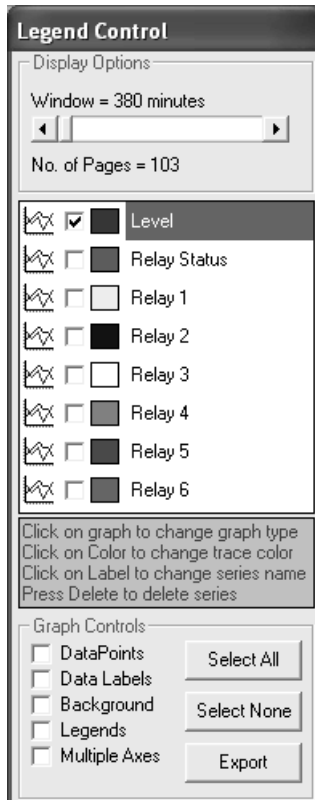 Legend Control
Display Options
Window = 380 minutes
No. of Pages = 103
Level
Relay Status
Relay 1
Relay 2
Relay 3
Relay 4
Relay 5
Relay 6
Click on graph to change graph type
Click on Color to change trace color
Click on Label to change series name
Press Delete to delete series
Graph Controls
DataPoints
Data Labels
Background
Legends
Multiple Axes
Select All
Select None
Export